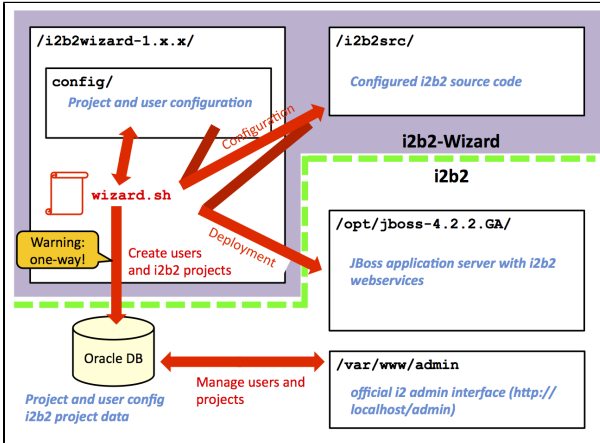 /i2b2wizard-1.x.x/
config/
Project and user configuration
/i2b2src/
Configured i2b2 source code
Configuration
i2b2-Wizard
i2b2
wizard.sh
Warning:
one-way!
Create users
and i2b2 projects
Deployment
/opt/jboss-4.2.2.GA/
JBoss application server with i2b2
webservices
Oracle DB
Project and user config
i2b2 project data
Manage users and
projects
/var/www/admin
official i2 admin interface (http://
localhost/admin)